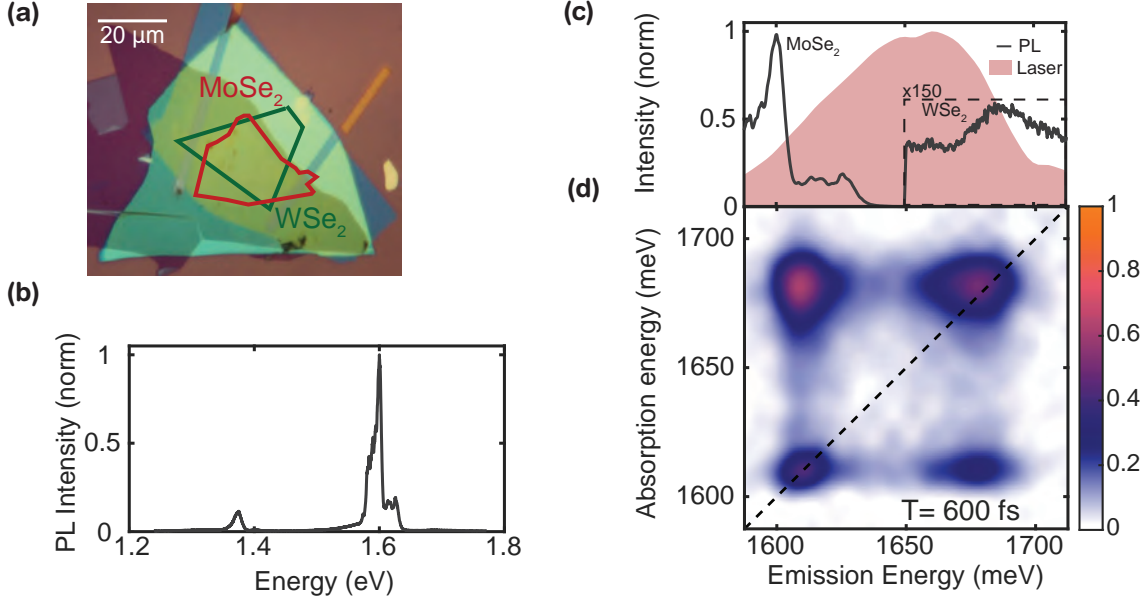 (a)
20 µm
MoSe2
WSe2
(b)
PL Intensity (norm)
1
0.5
0
1.2 1.4 1.6 1.8
Energy (eV)
(c)
Intensity (norm)
1
0.5
0
MoSe2
PL
Laser
x150
WSe2
(d)
Absorption energy (meV)
1700
1650
1600
T= 600 fs
1600 1650 1700
Emission Energy (meV)
1
0.8
0.6
0.4
0.2
0